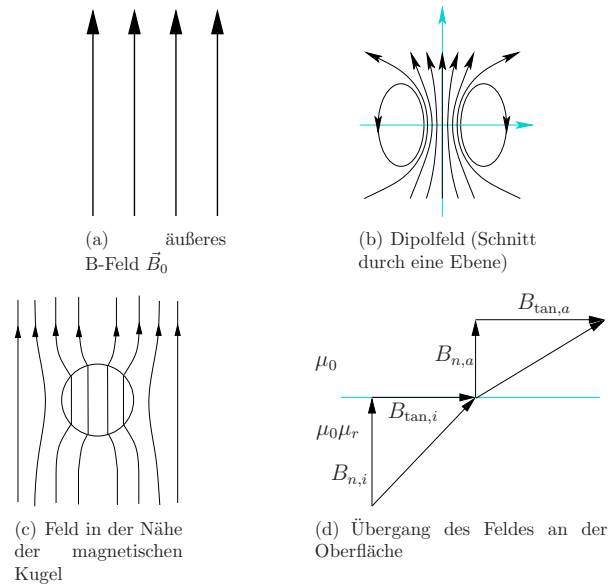 (a) äußeres
B-Feld $\vec{B}_0$
(b) Dipolfeld (Schnitt
durch eine Ebene)
(c) Feld in der Nähe
der magnetischen
Kugel
$B_{\tan,a}$
$B_{n,a}$
$\mu_0$
$B_{\tan,i}$
$\mu_0\mu_r$
$B_{n,i}$
(d) Übergang des Feldes an der
Oberfläche